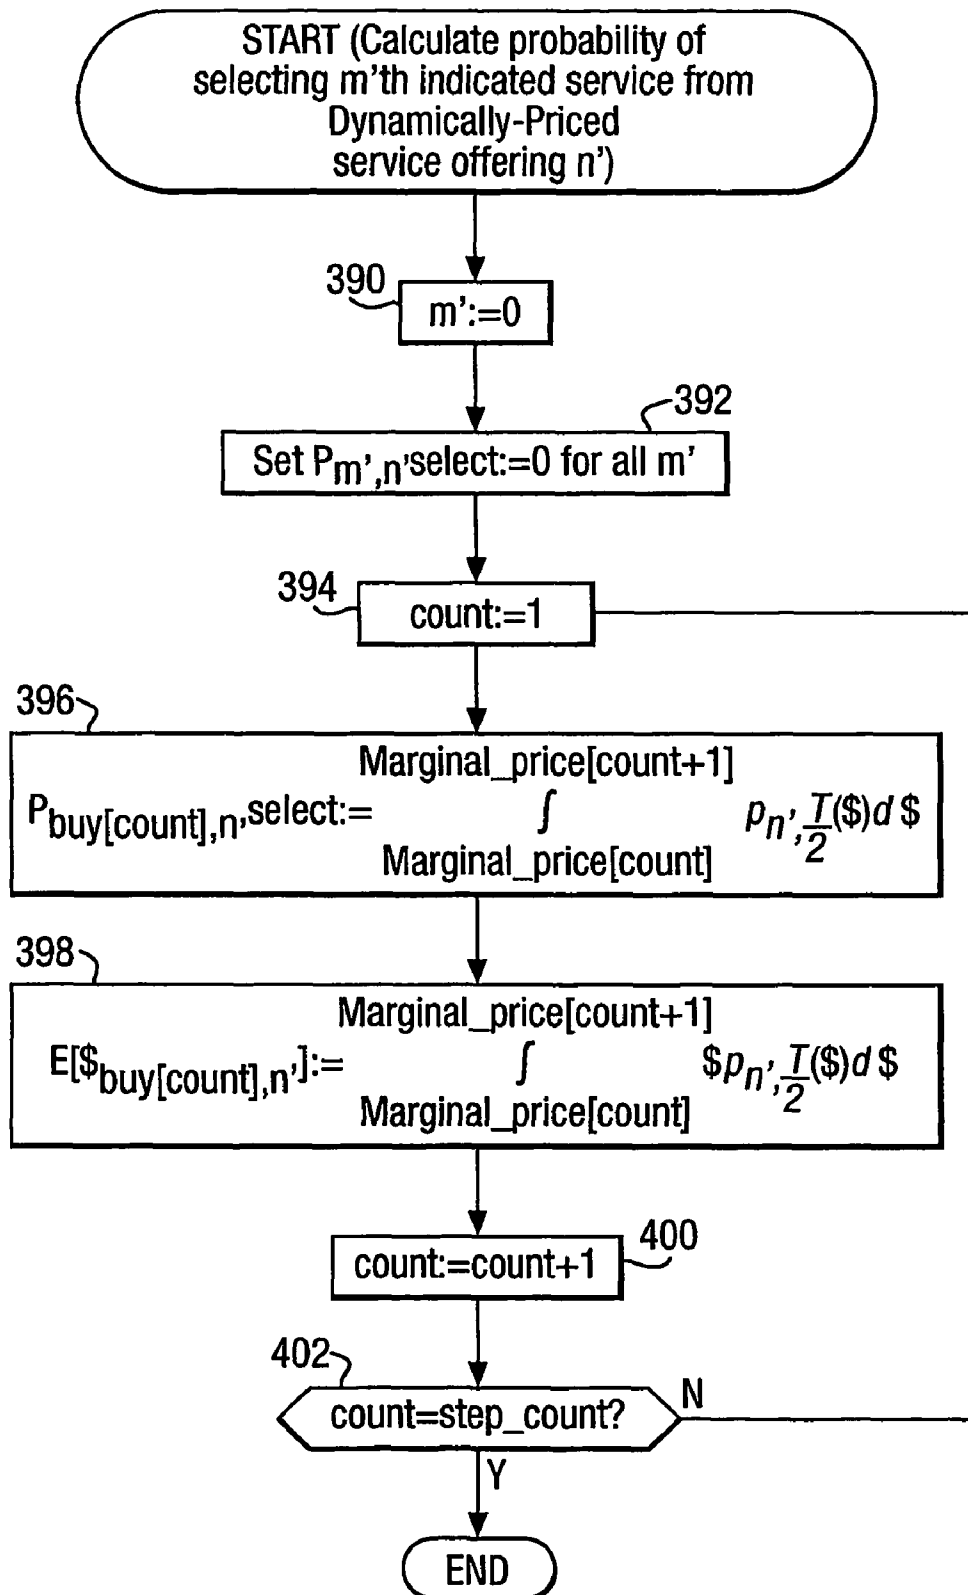 START (Calculate probability of
selecting m'th indicated service from
Dynamically-Priced
service offering n')
390
m':=0
392
Set Pm',n'select:=0 for all m'
394
count:=1
396
Marginal_price[count+1]
Pbuy[count],n'select:= ∫ pn',T/2($)d $
Marginal_price[count]
398
Marginal_price[count+1]
E[$buy[count],n']:= ∫ $pn',T/2($)d $
Marginal_price[count]
400
count:=count+1
402
count=step_count?
N
Y
END